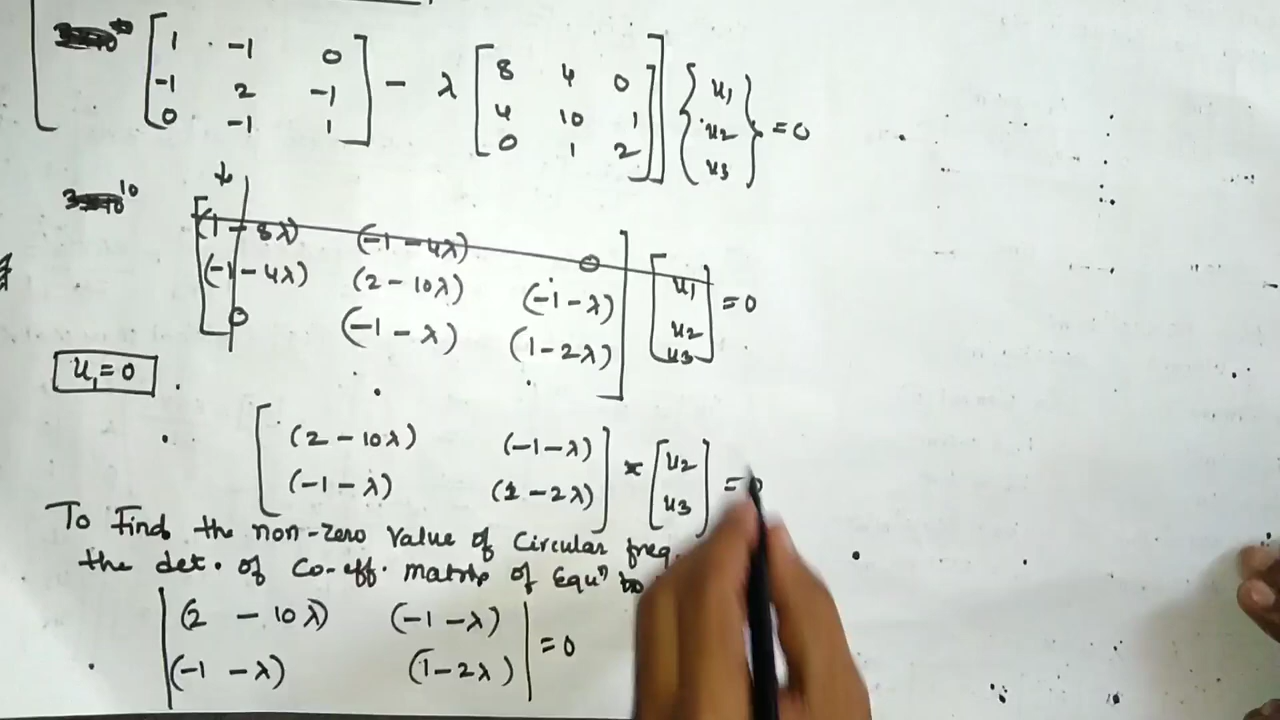 [ [ 1 -1 0 ] - λ [ 8 4 0 ] ] { u1 } = 0
[ -1 2 -1 ] [ 4 10 1 ] { u2 }
[ 0 -1 1 ] [ 0 1 2 ] { u3 }
[ (1-8λ) (-1-4λ) 0 ] [ u1 ] = 0
[ (-1-4λ) (2-10λ) (-1-λ) ] [ u2 ]
[ 0 (-1-λ) (1-2λ) ] [ u3 ]
u1=0
[ (2-10λ) (-1-λ) ] × [ u2 ] =
[ (-1-λ) (1-2λ) ] [ u3 ]
To Find the non-zero value of Circular freq.
the det. of Co-eff. matrix of Equⁿ
| (2 - 10λ) (-1-λ) | = 0
| (-1 -λ) (1-2λ) |